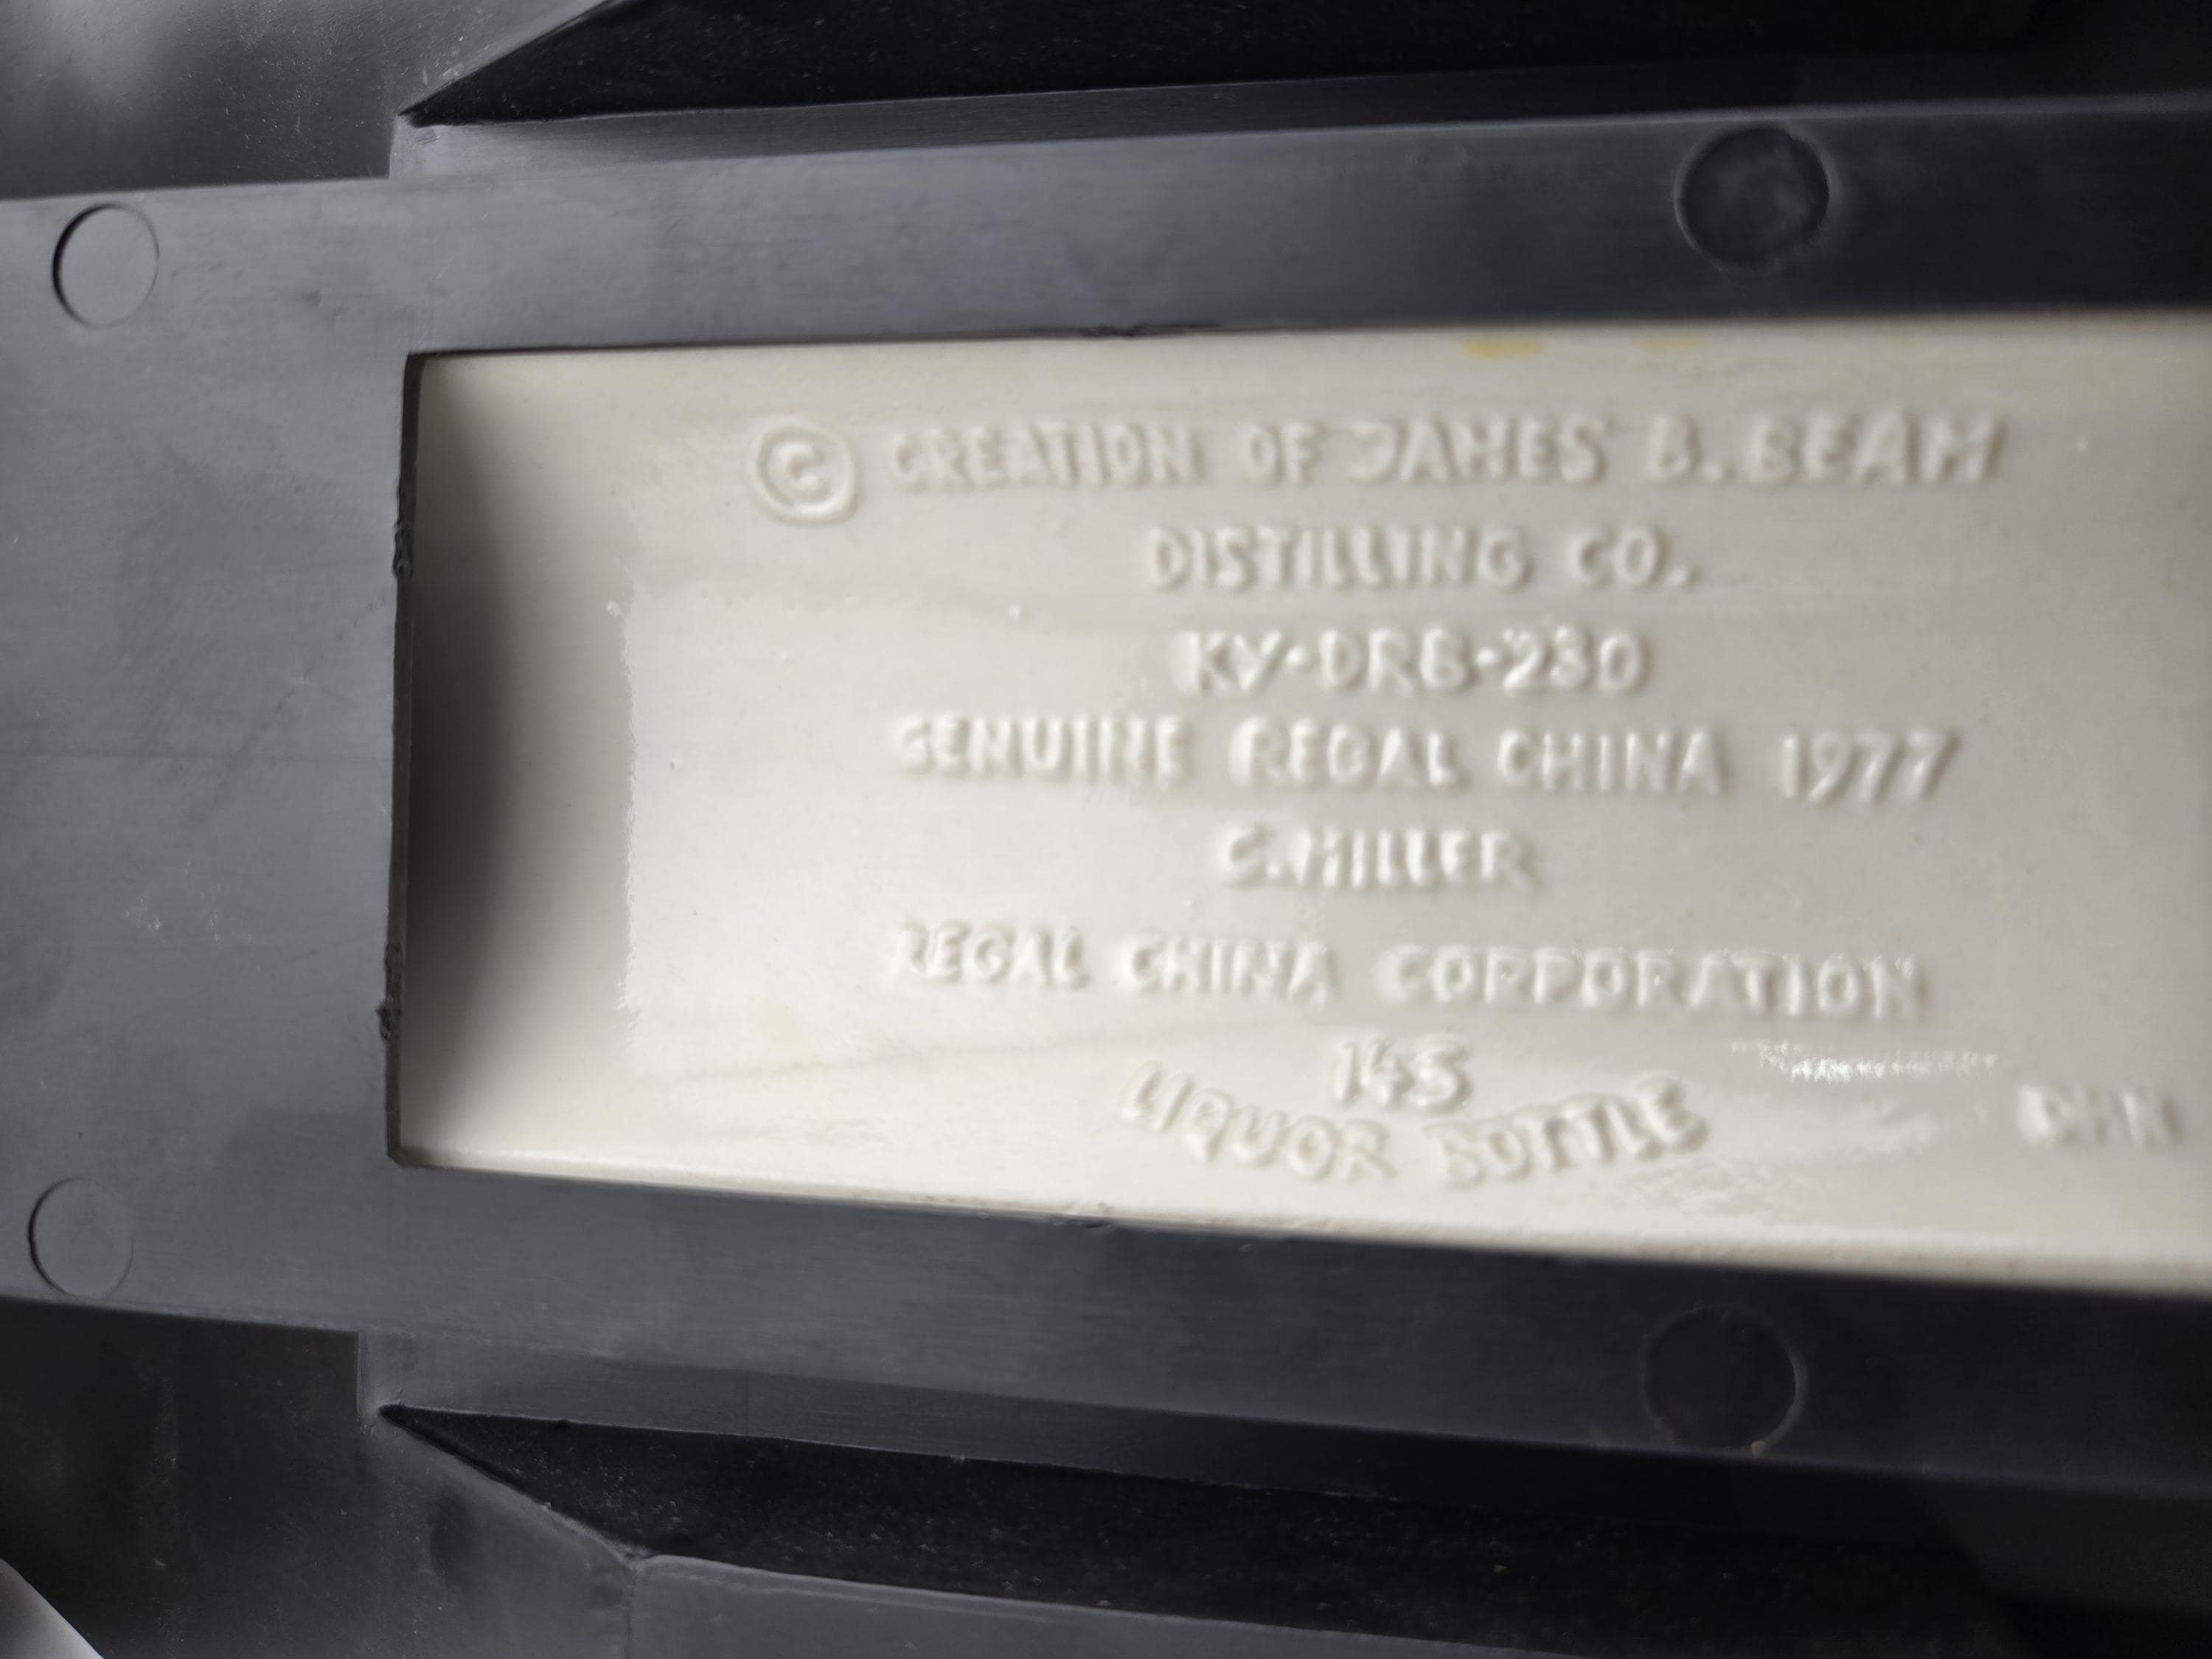 © CREATION OF JAMES B. BEAM
DISTILLING CO.
KY-DRB-230
GENUINE REGAL CHINA 1977
C. MILLER
REGAL CHINA CORPORATION
145
LIQUOR BOTTLE